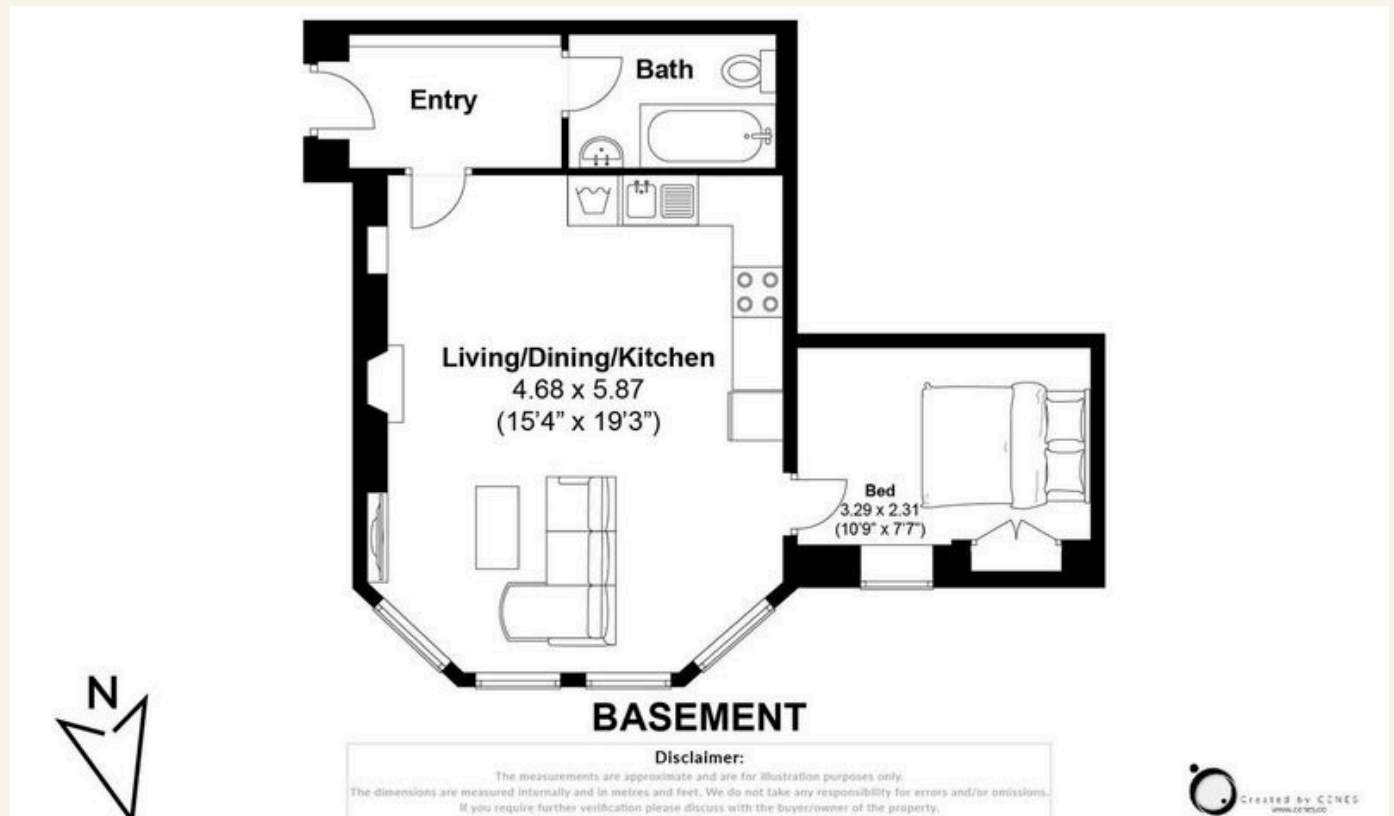 Entry
Bath
Living/Dining/Kitchen
4.68 x 5.87
(15'4" x 19'3")
Bed
3.29 x 2.31
(10'9" x 7'7")
N
BASEMENT
Disclaimer:
The measurements are approximate and are for illustration purposes only.
The dimensions are measured internally and in metres and feet. We do not take any responsibility for errors and/or omissions.
If you require further verification please discuss with the buyer/owner of the property.
Created by CENES
www.cenes.co